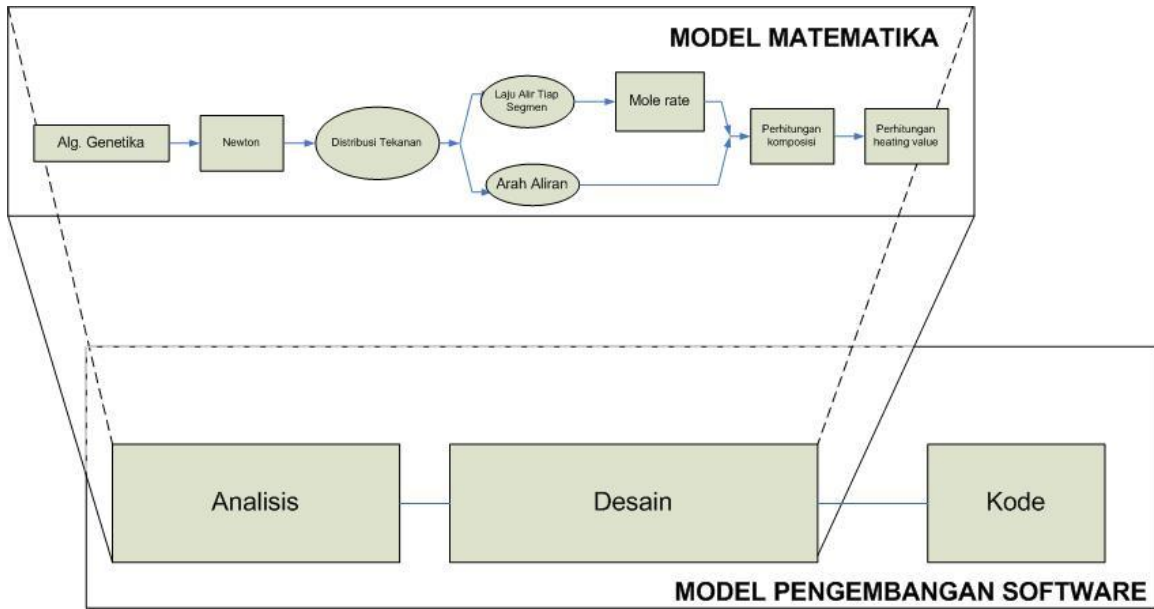 MODEL MATEMATIKA
Alg. Genetika
Newton
Distribusi Tekanan
Laju Alir Tiap
Segmen
Mole rate
Arah Aliran
Perhitungan
komposisi
Perhitungan
heating value
Analisis
Desain
Kode
MODEL PENGEMBANGAN SOFTWARE